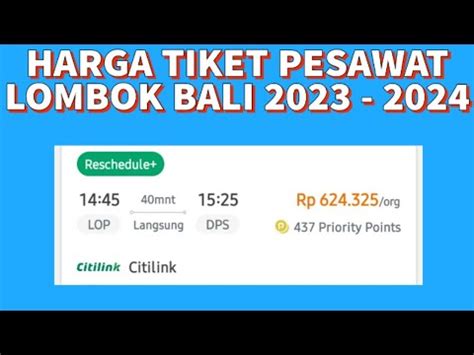 HARGA TIKET PESAWAT
LOMBOK BALI 2023 - 2024
Reschedule+
14:45 40mnt 15:25 Rp 624.325/org
LOP Langsung DPS 437 Priority Points
Citilink Citilink